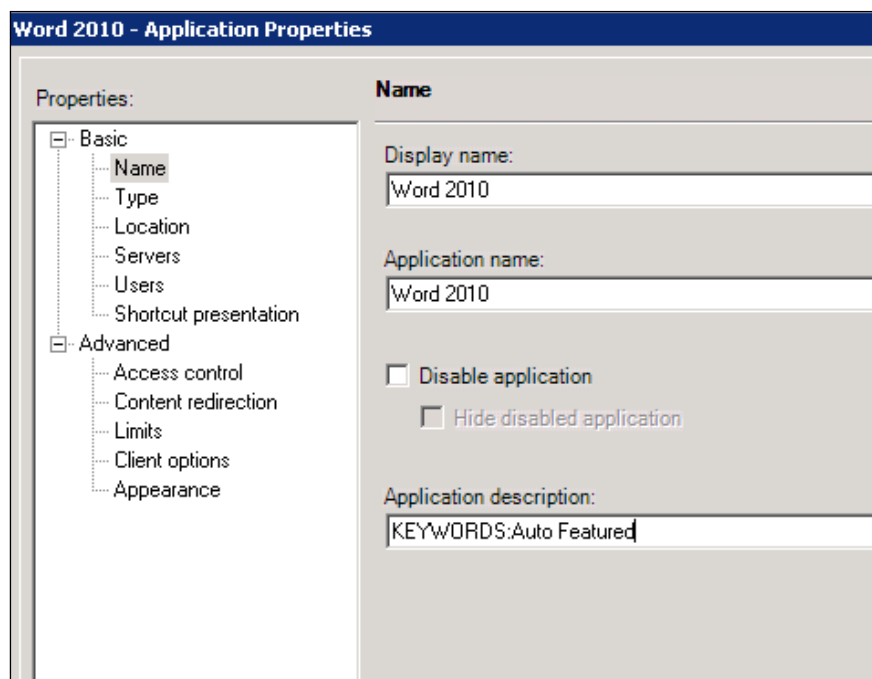 Word 2010 - Application Properties
Properties:
Basic
Name
Type
Location
Servers
Users
Shortcut presentation
Advanced
Access control
Content redirection
Limits
Client options
Appearance
Name
Display name:
Word 2010
Application name:
Word 2010
Disable application
Hide disabled application
Application description:
KEYWORDS:Auto Featured